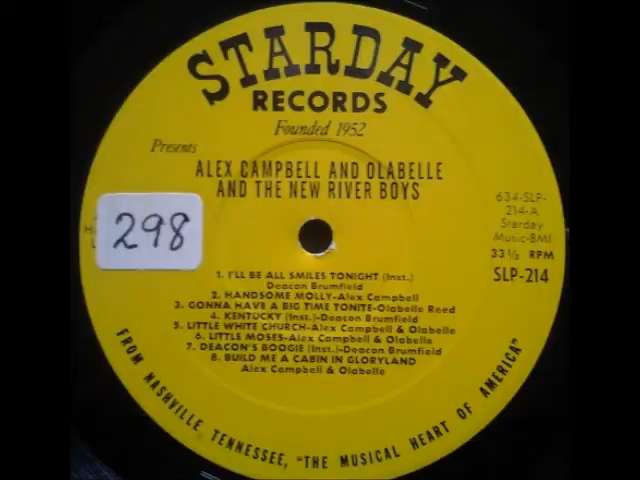 STARDAY
RECORDS
Founded 1952
Presents
ALEX CAMPBELL AND OLABELLE
AND THE NEW RIVER BOYS
298
634-SLP-
214-A
Starday
Music-BMI
33⅓ RPM
SLP-214
1. I'LL BE ALL SMILES TONIGHT (Inst.)
Deacon Brumfield
2. HANDSOME MOLLY-Alex Campbell
3. GONNA HAVE A BIG TIME TONITE-Olabelle Reed
4. KENTUCKY (Inst.)-Deacon Brumfield
5. LITTLE WHITE CHURCH-Alex Campbell & Olabelle
6. LITTLE MOSES-Alex Campbell & Olabelle
7. DEACON'S BOOGIE (Inst.)-Deacon Brumfield
8. BUILD ME A CABIN IN GLORYLAND
Alex Campbell & Olabelle
FROM NASHVILLE, TENNESSEE, "THE MUSICAL HEART OF AMERICA"